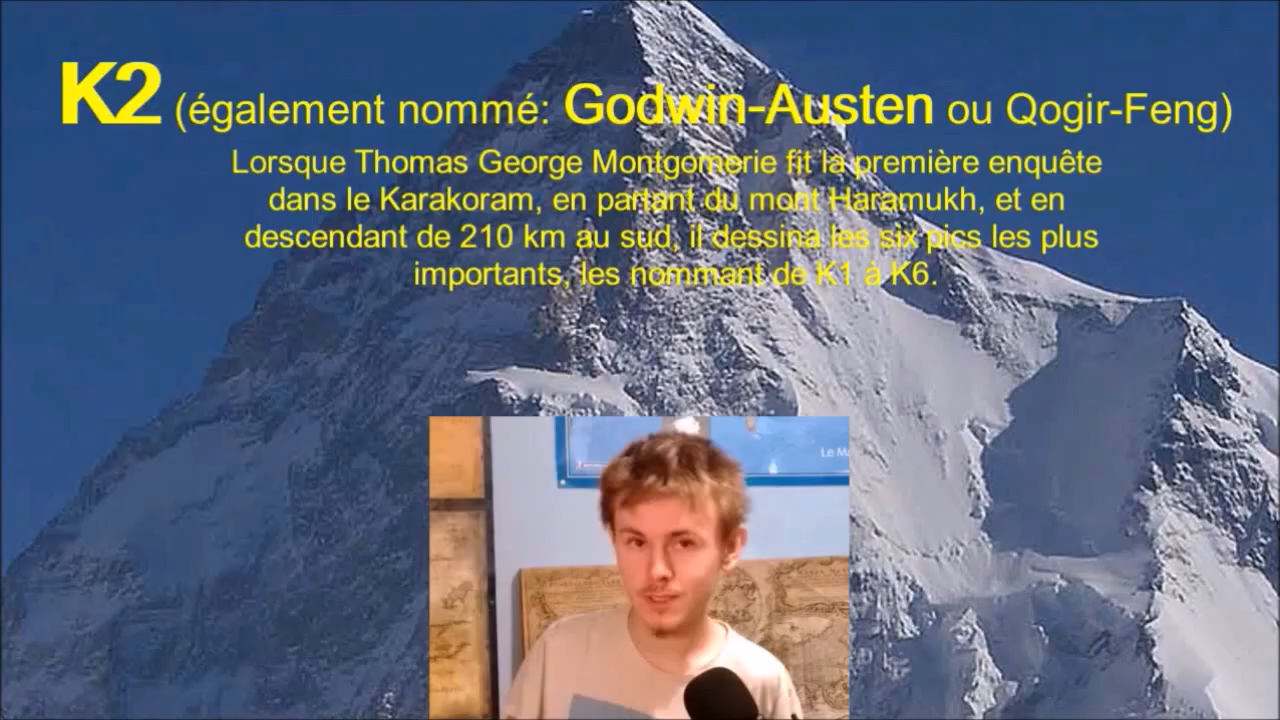 K2 (également nommé: Godwin-Austen ou Qogir-Feng)
Lorsque Thomas George Montgomerie fit la première enquête
dans le Karakoram, en partant du mont Haramukh, et en
descendant de 210 km au sud, il dessina les six pics les plus
importants, les nommant de K1 à K6.